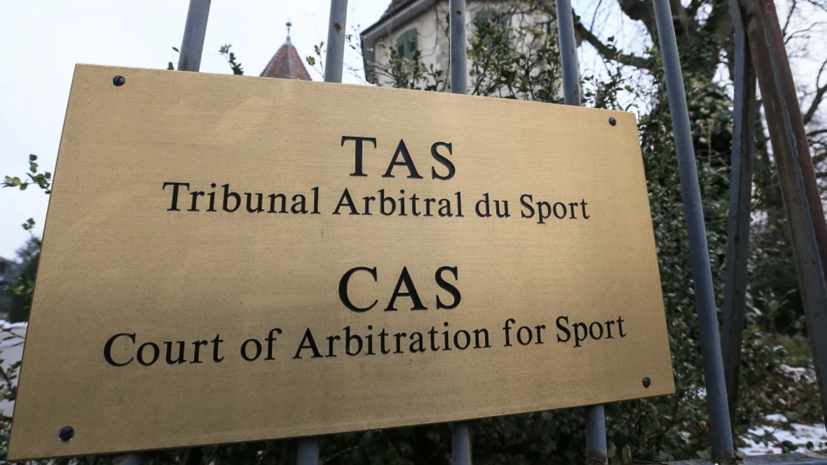 TAS
Tribunal Arbitral du Sport
CAS
Court of Arbitration for Sport